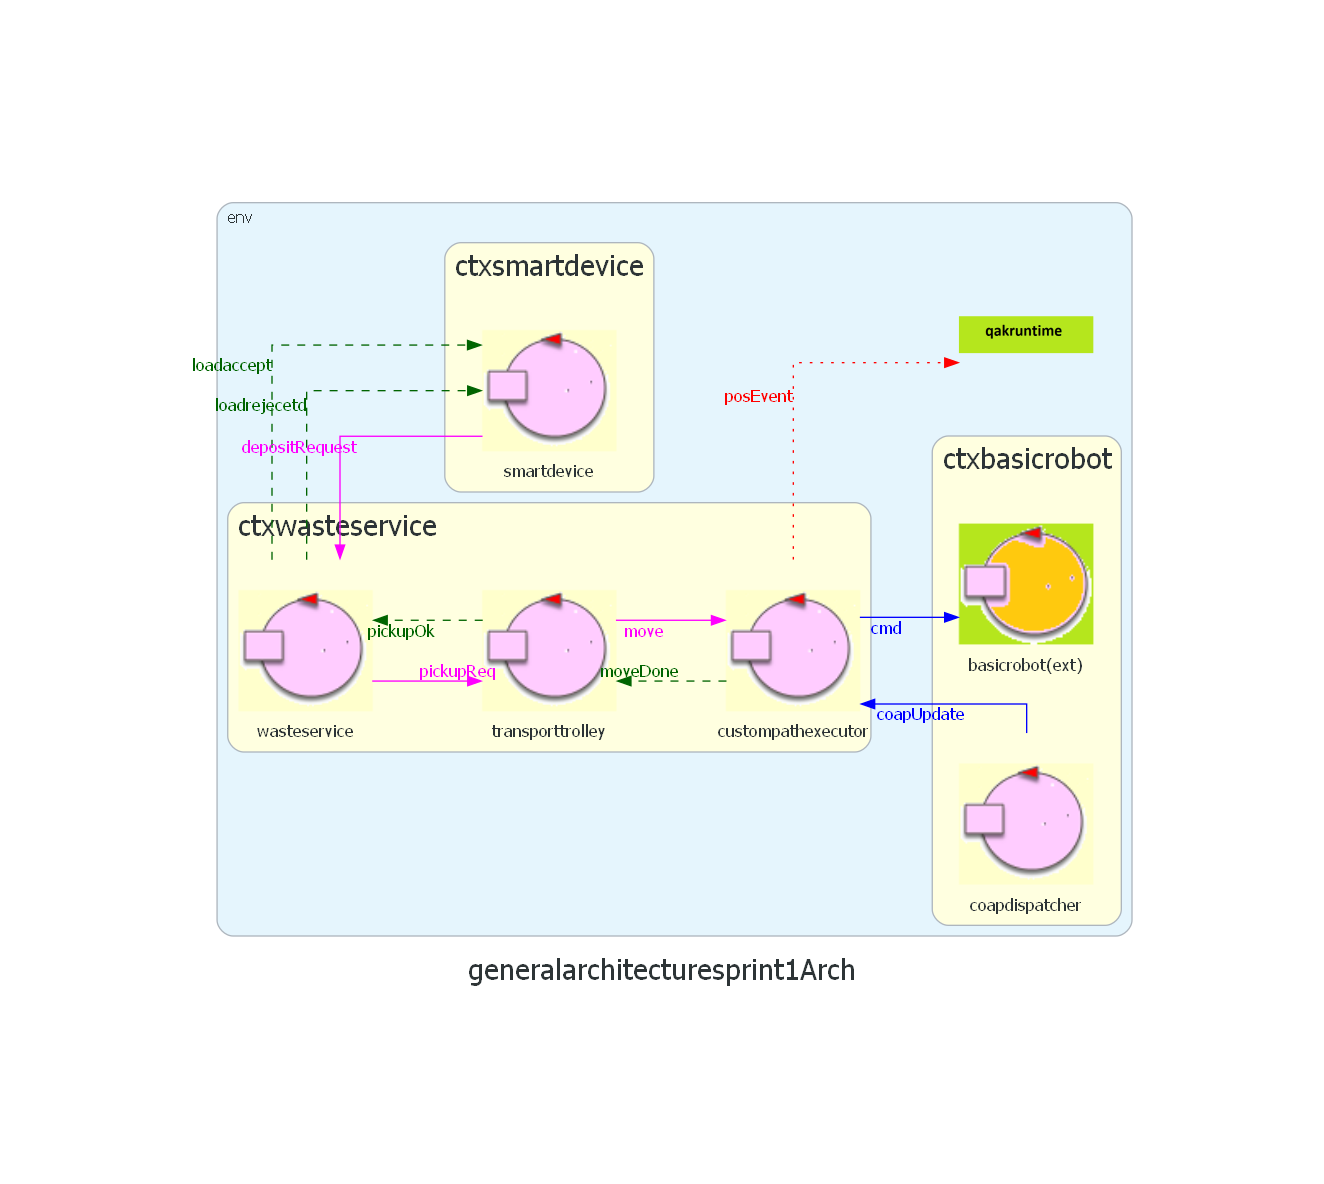 env
ctxsmartdevice
qakruntime
loadaccept
posEvent
loadrejecetd
depositRequest
ctxbasicrobot
smartdevice
ctxwasteservice
pickupOk
move
cmd
basicrobot(ext)
pickupReq
moveDone
coapUpdate
wasteservice
transporttrolley
custompathexecutor
coapdispatcher
generalarchitecturesprint1Arch